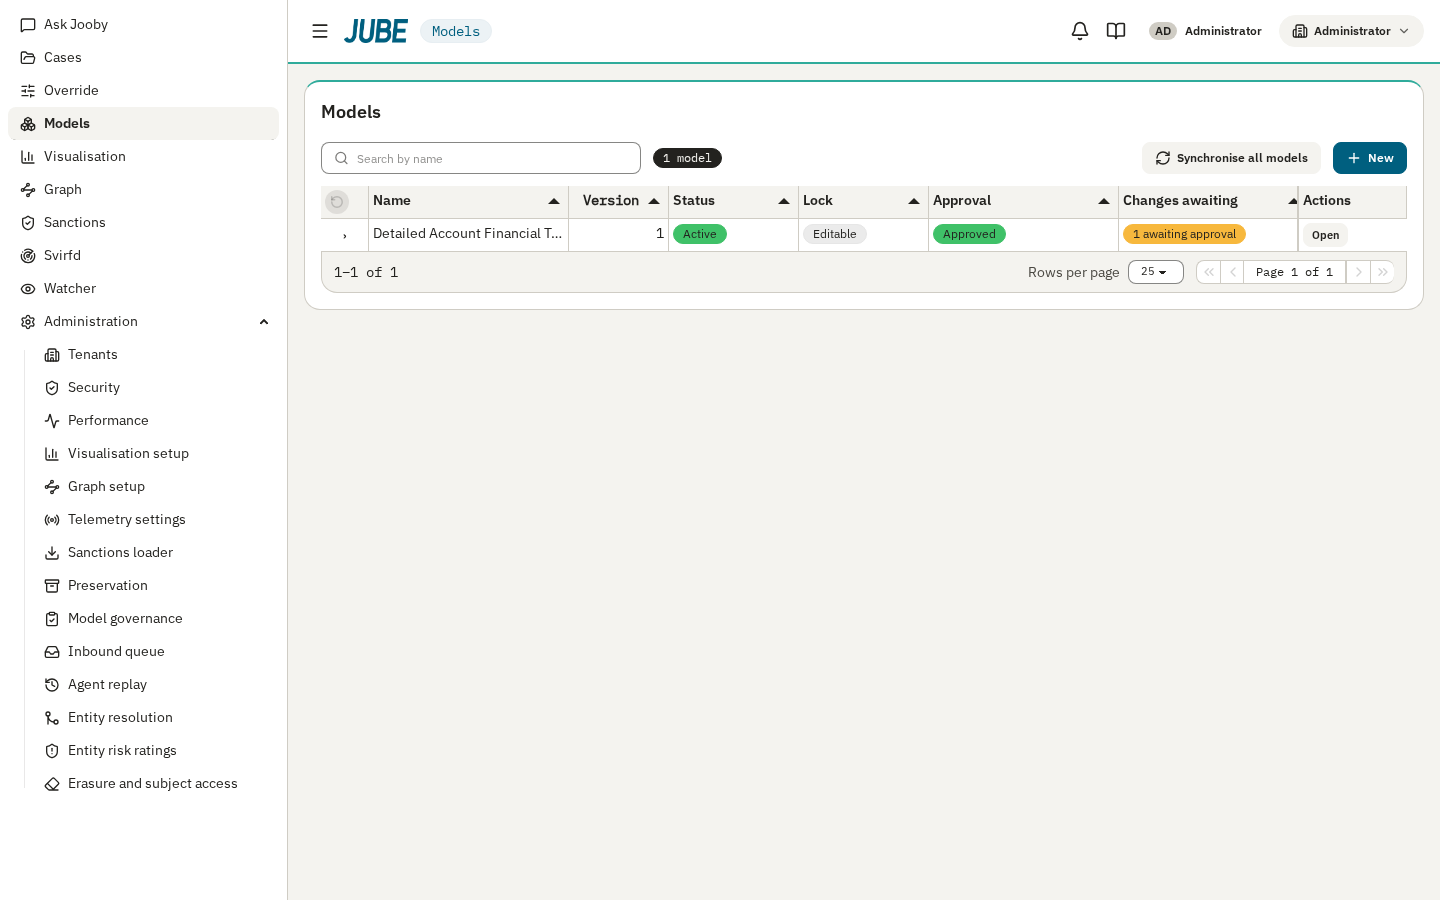 Ask Jooby
Cases
Override
Models
Visualisation
Graph
Sanctions
Svirfd
Watcher
Administration
Tenants
Security
Performance
Visualisation setup
Graph setup
Telemetry settings
Sanctions loader
Preservation
Model governance
Inbound queue
Agent replay
Entity resolution
Entity risk ratings
Erasure and subject access
JUBE
Models
AD Administrator
Administrator
Models
Search by name
1 model
Synchronise all models
New
Name Version Status Lock Approval Changes awaiting Actions
Detailed Account Financial T... 1 Active Editable Approved 1 awaiting approval Open
1–1 of 1
Rows per page 25
Page 1 of 1